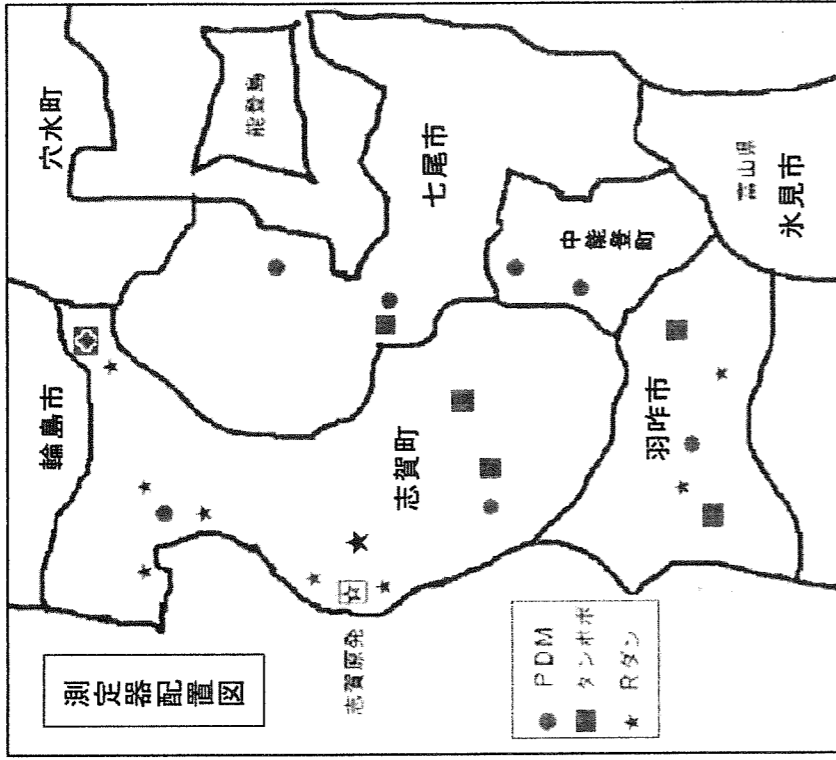 測定器配置図
輪島市
穴水町
能登島
七尾市
志賀町
志賀原発
中能登町
羽咋市
富山県
氷見市
PDM
タンポポ
Rダン